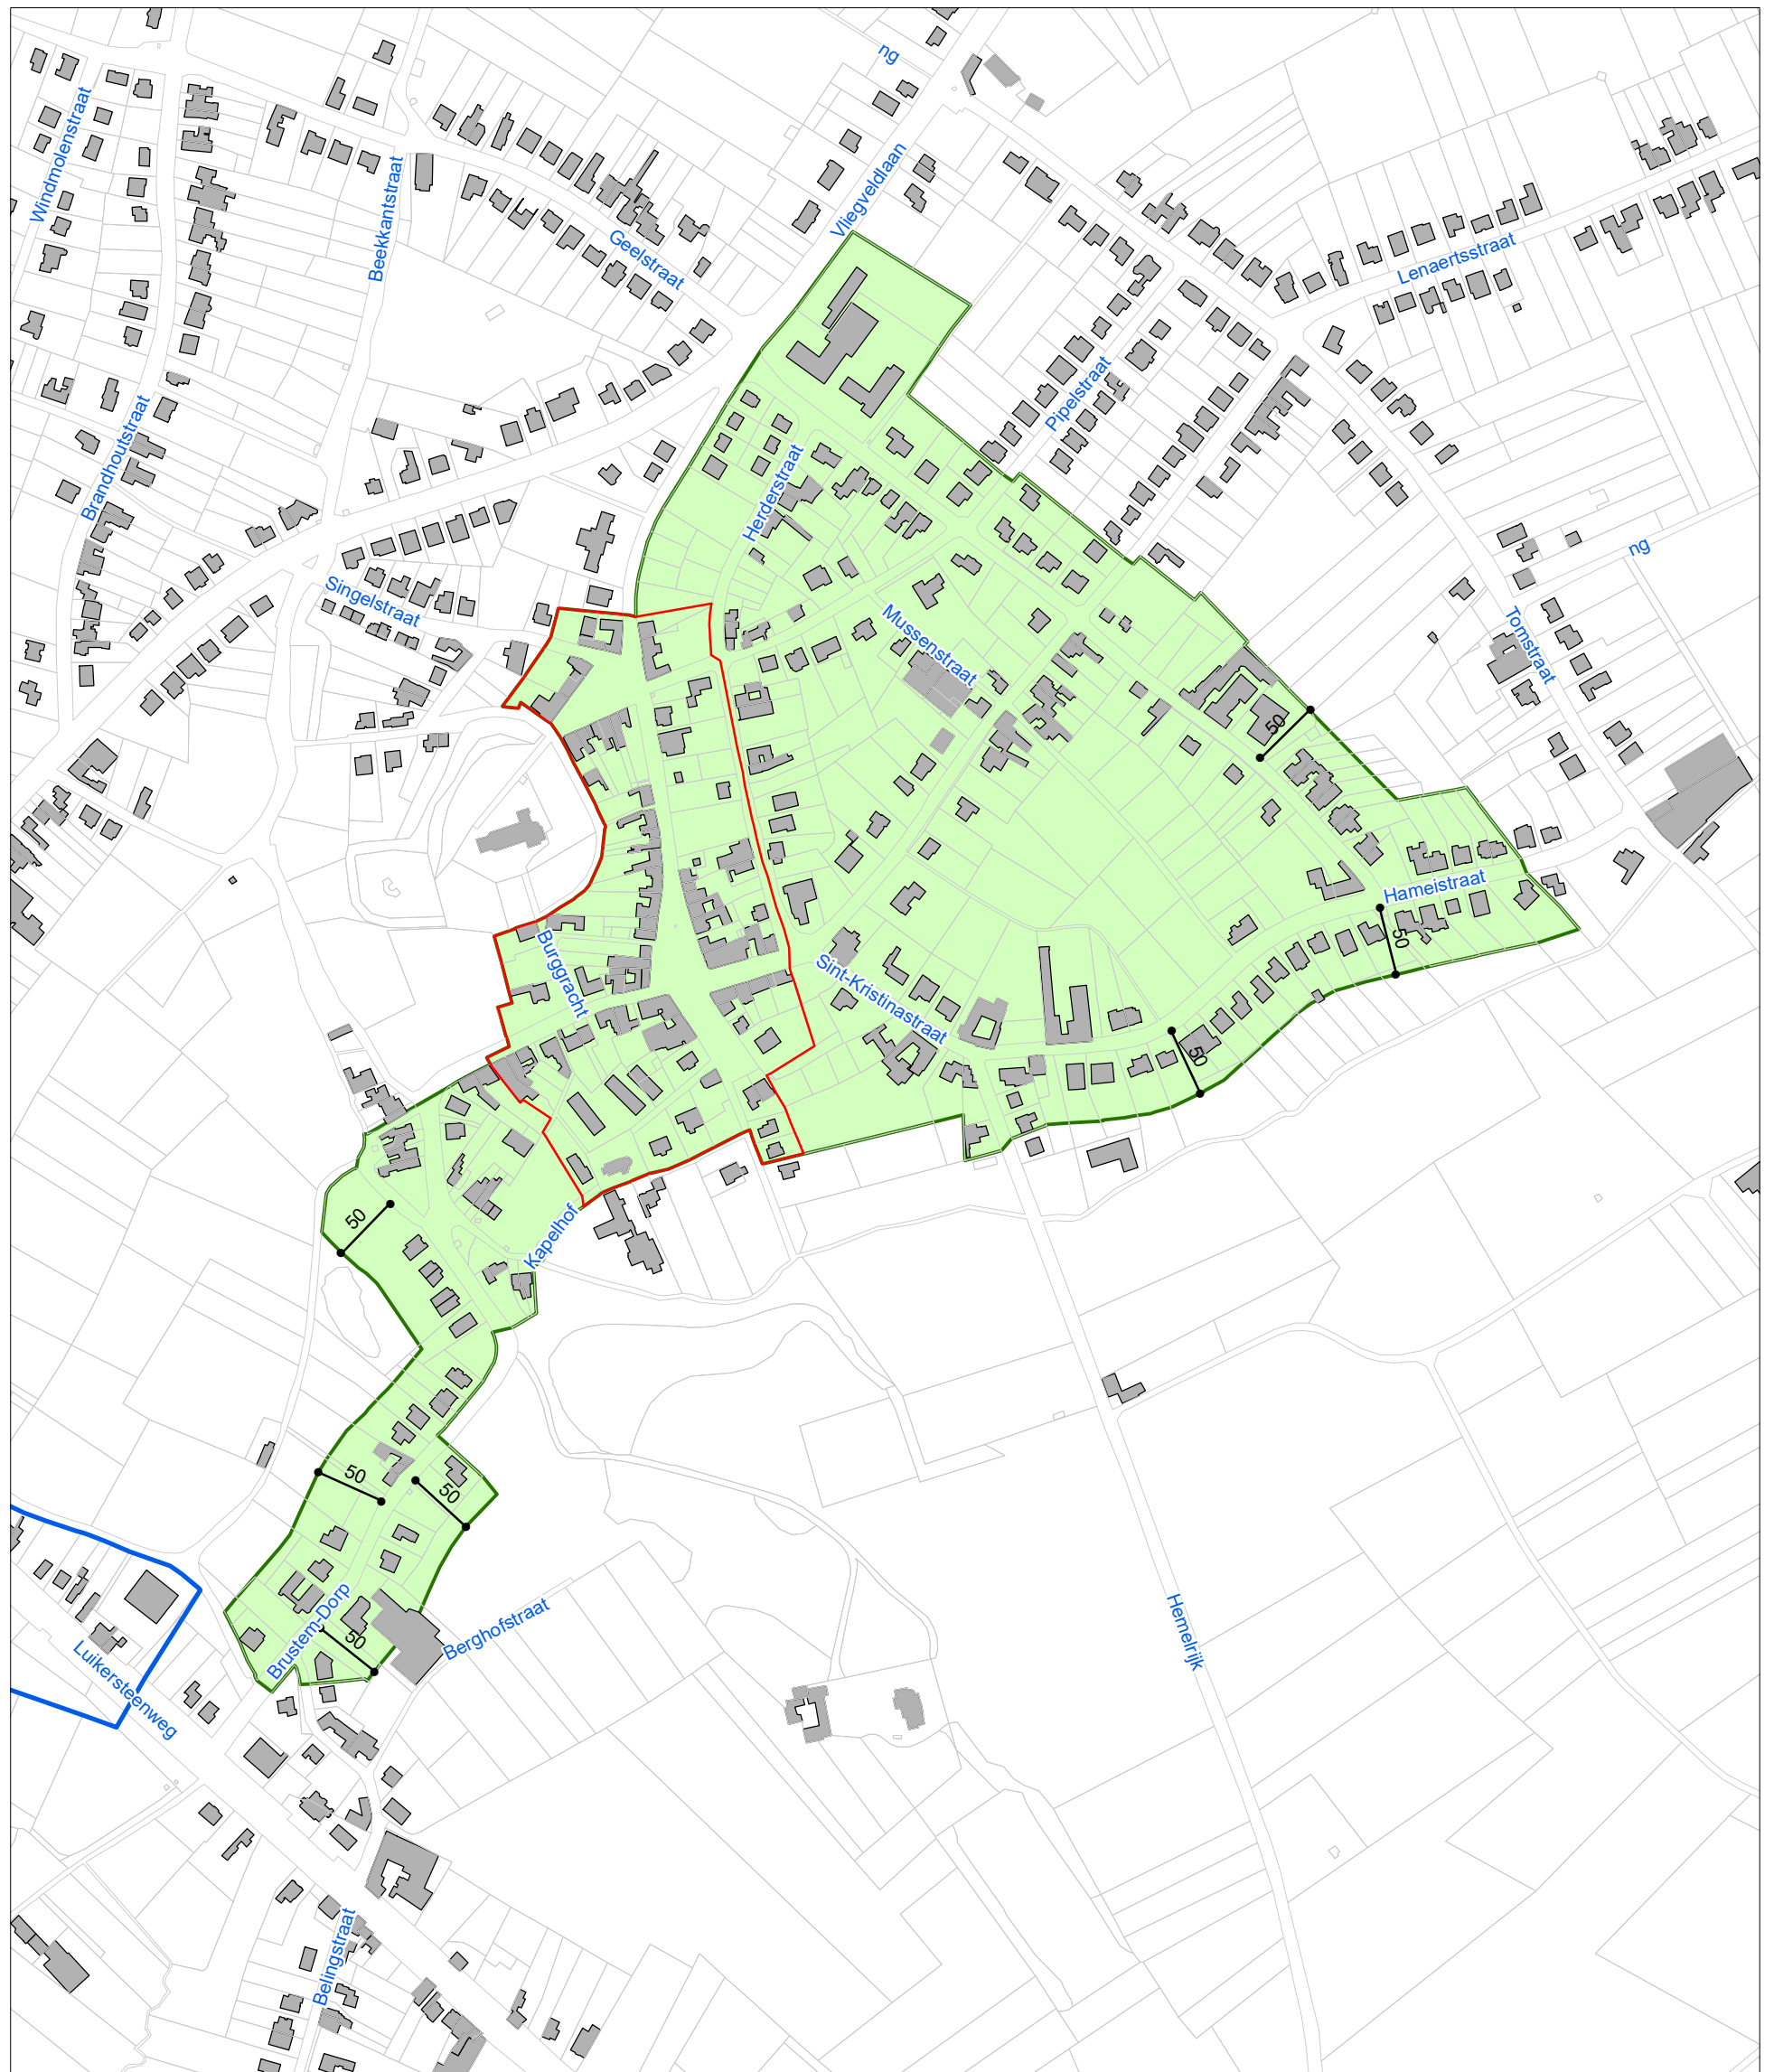 ng
Windmolenstraat
Beekkantstraat
Vliegveldlaan
Geelstraat
Lenaertsstraat
Pipelstraat
Brandhoutstraat
Herderstraat
ng
Singelstraat
Mussenstraat
Tomstraat
50
Hameistraat
50
Burggracht
Sint-Kristinastraat
50
50
Kapelhof
50
50
Brustem-Dorp
50
Berghofstraat
Luikersteenweg
Hemelrijk
Belingstraat